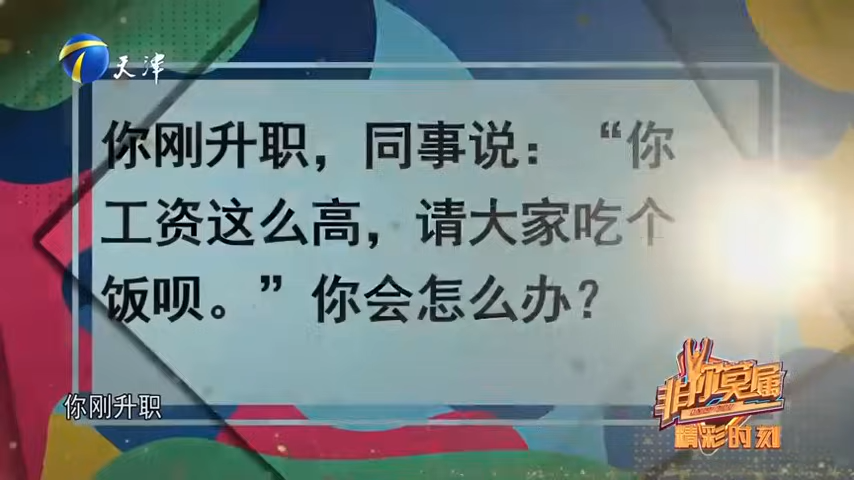 天津
你刚升职，同事说：“你
工资这么高，请大家吃个
饭呗。”你会怎么办？
你刚升职
非你莫属
精彩时刻